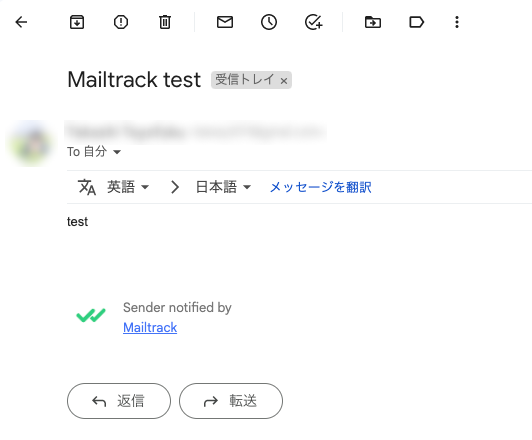 Mailtrack test 受信トレイ ×
To 自分
英語 日本語 メッセージを翻訳
test
Sender notified by
Mailtrack
返信 転送